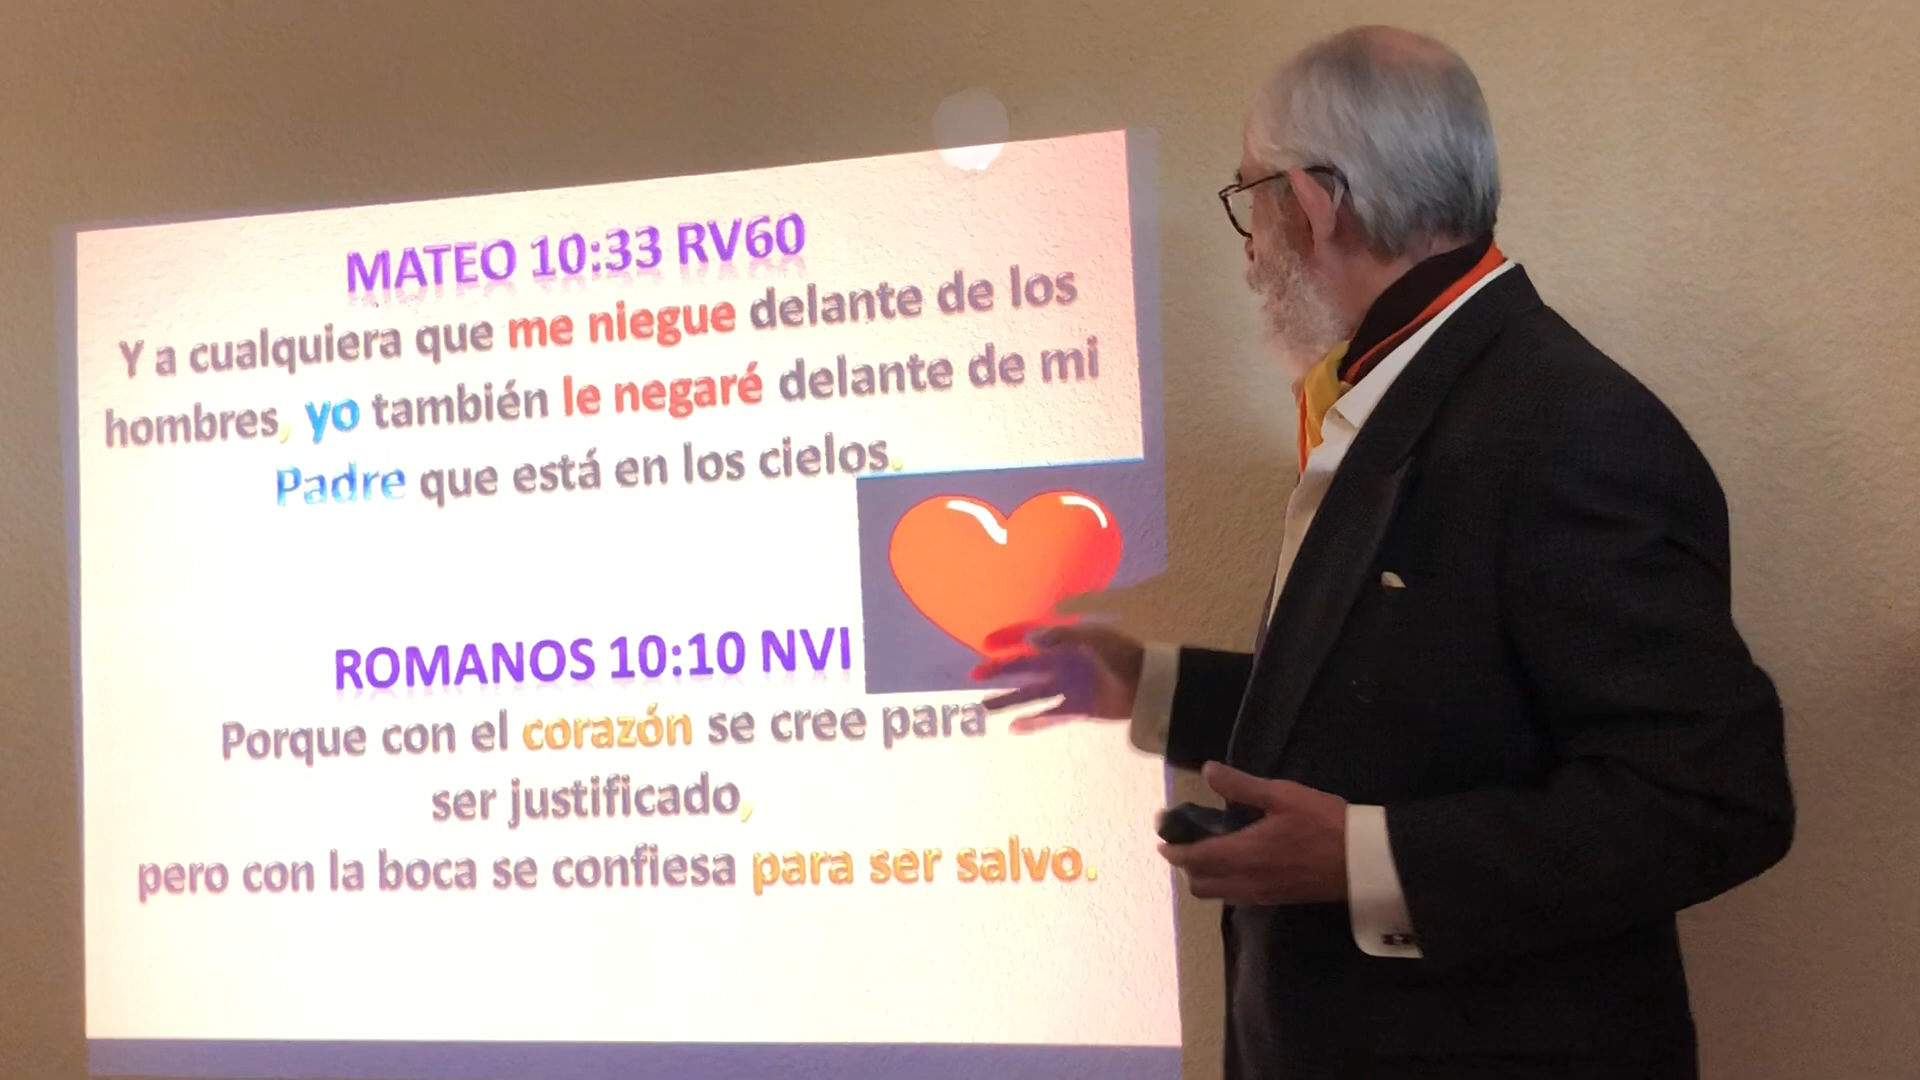 MATEO 10:33 RV60
Y a cualquiera que me niegue delante de los
hombres, yo también le negaré delante de mi
Padre que está en los cielos.
ROMANOS 10:10 NVI
Porque con el corazón se cree para
ser justificado,
pero con la boca se confiesa para ser salvo.